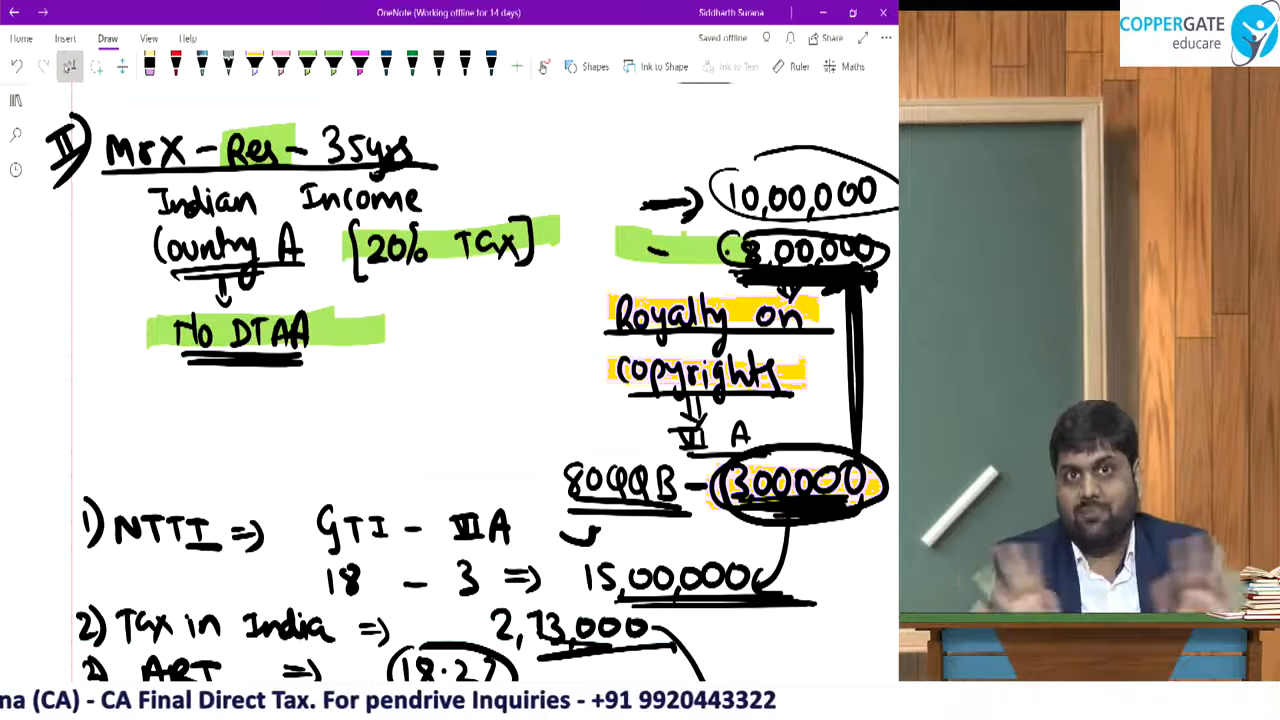 OneNote (Working offline for 14 days)
Siddharth Surana
COPPERGATE
educare
Home Insert Draw View Help
Saved offline Share
Shapes Ink to Shape Ink to Text Ruler Maths
II) Mr X - Res - 35yrs
Indian Income → 10,00,000
Country A [20% Tax] - 8,00,000
No DTAA
Royalty on
copyrights
VI A
80QQB - 300000
1) NTTI ⇒ GTI - VIA
18 - 3 ⇒ 15,00,000
2) Tax in India ⇒ 2,73,000
3) ART ⇒ 18.2
na (CA) - CA Final Direct Tax. For pendrive Inquiries - +91 9920443322